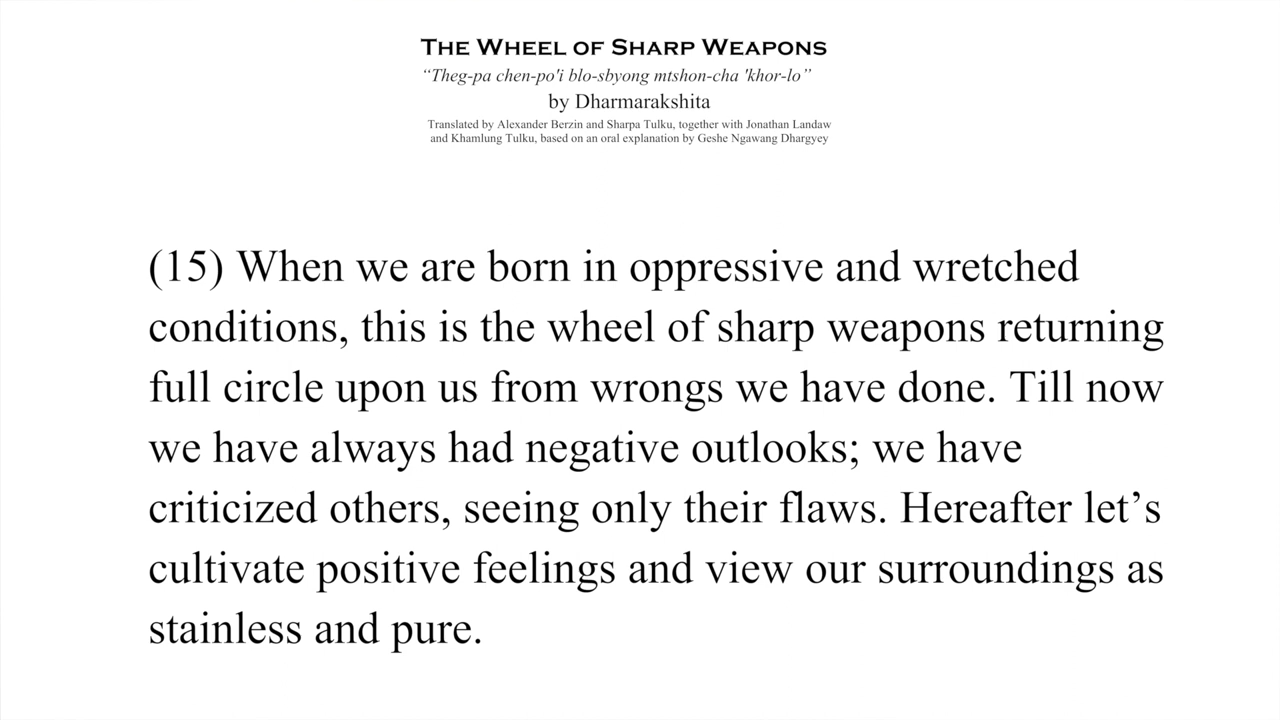 THE WHEEL OF SHARP WEAPONS
“Theg-pa chen-po'i blo-sbyong mtshon-cha 'khor-lo”
by Dharmarakshita
Translated by Alexander Berzin and Sharpa Tulku, together with Jonathan Landaw
and Khamlung Tulku, based on an oral explanation by Geshe Ngawang Dhargyey
(15) When we are born in oppressive and wretched
conditions, this is the wheel of sharp weapons returning
full circle upon us from wrongs we have done. Till now
we have always had negative outlooks; we have
criticized others, seeing only their flaws. Hereafter let’s
cultivate positive feelings and view our surroundings as
stainless and pure.